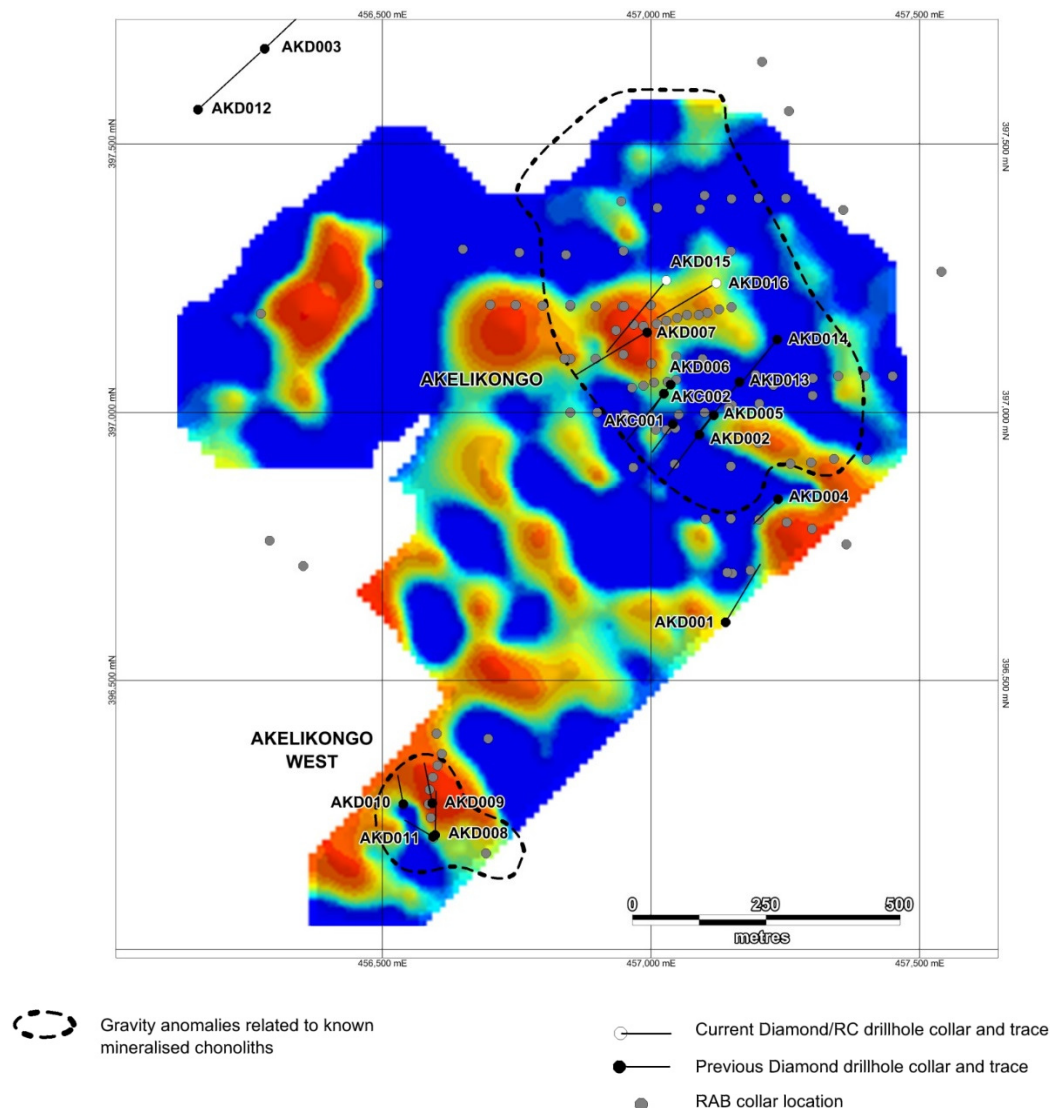 456,500 mE
457,000 mE
457,500 mE
AKD003
AKD012
397,500 mN
397,500 mN
AKD015
AKD016
AKD007
AKD014
AKELIKONGO
AKD006
AKD013
AKC002
397,000 mN
AKC001
AKD005
397,000 mN
AKD002
AKD004
AKD001
396,500 mN
396,500 mN
AKELIKONGO
WEST
AKD010
AKD009
AKD011
AKD008
0
250
500
metres
456,500 mE
457,000 mE
457,500 mE
Gravity anomalies related to known
mineralised chonoliths
Current Diamond/RC drillhole collar and trace
Previous Diamond drillhole collar and trace
RAB collar location